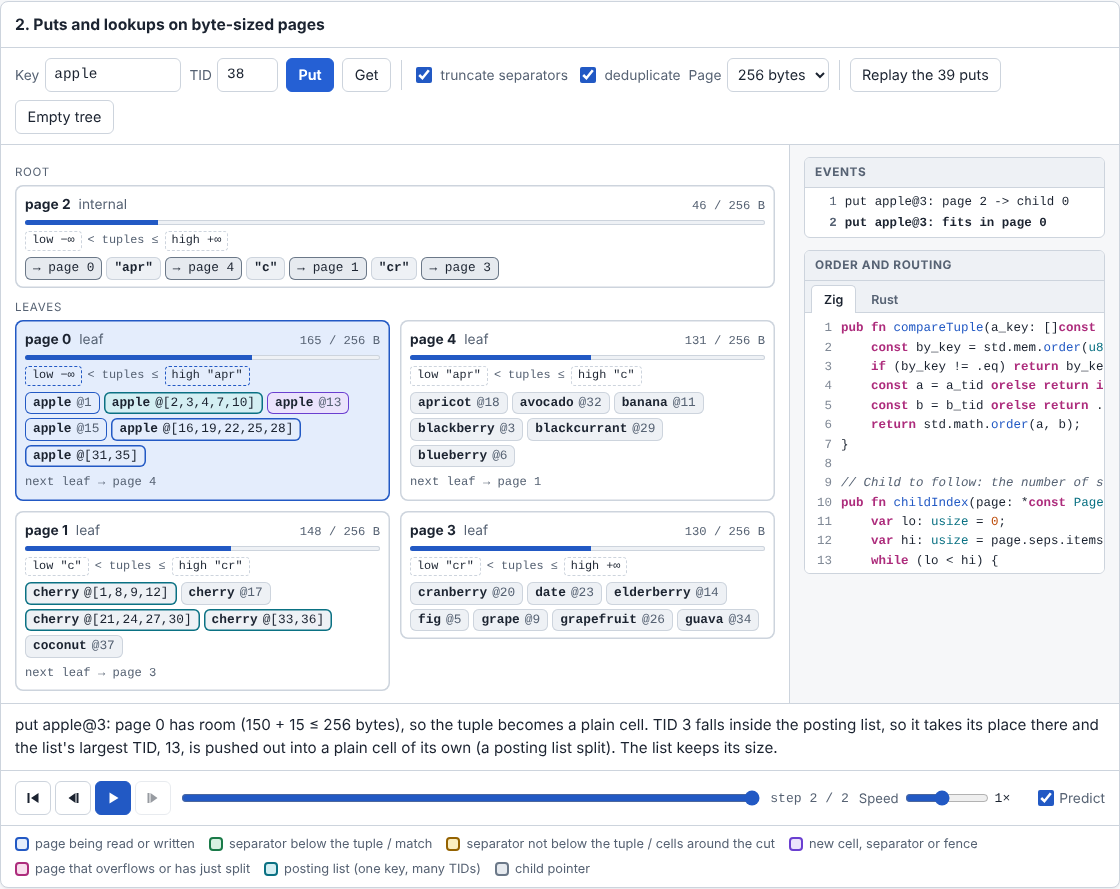 2. Puts and lookups on byte-sized pages
Key apple TID 38 Put Get truncate separators deduplicate Page 256 bytes Replay the 39 puts
Empty tree
ROOT
page 2 internal 46 / 256 B
low −∞ < tuples ≤ high +∞
→ page 0 "apr" → page 4 "c" → page 1 "cr" → page 3
LEAVES
page 0 leaf 165 / 256 B
low −∞ < tuples ≤ high "apr"
apple @1 apple @[2,3,4,7,10] apple @13
apple @15 apple @[16,19,22,25,28]
apple @[31,35]
next leaf → page 4
page 4 leaf 131 / 256 B
low "apr" < tuples ≤ high "c"
apricot @18 avocado @32 banana @11
blackberry @3 blackcurrant @29
blueberry @6
next leaf → page 1
page 1 leaf 148 / 256 B
low "c" < tuples ≤ high "cr"
cherry @[1,8,9,12] cherry @17
cherry @[21,24,27,30] cherry @[33,36]
coconut @37
next leaf → page 3
page 3 leaf 130 / 256 B
low "cr" < tuples ≤ high +∞
cranberry @20 date @23 elderberry @14
fig @5 grape @9 grapefruit @26 guava @34
EVENTS
1 put apple@3: page 2 -> child 0
2 put apple@3: fits in page 0
ORDER AND ROUTING
Zig Rust
1 pub fn compareTuple(a_key: []const
2 const by_key = std.mem.order(u8
3 if (by_key != .eq) return by_ke
4 const a = a_tid orelse return i
5 const b = b_tid orelse return .
6 return std.math.order(a, b);
7 }
8
9 // Child to follow: the number of s
10 pub fn childIndex(page: *const Page
11 var lo: usize = 0;
12 var hi: usize = page.seps.items
13 while (lo < hi) {
put apple@3: page 0 has room (150 + 15 ≤ 256 bytes), so the tuple becomes a plain cell. TID 3 falls inside the posting list, so it takes its place there and
the list's largest TID, 13, is pushed out into a plain cell of its own (a posting list split). The list keeps its size.
step 2 / 2 Speed 1× Predict
page being read or written separator below the tuple / match separator not below the tuple / cells around the cut new cell, separator or fence
page that overflows or has just split posting list (one key, many TIDs) child pointer